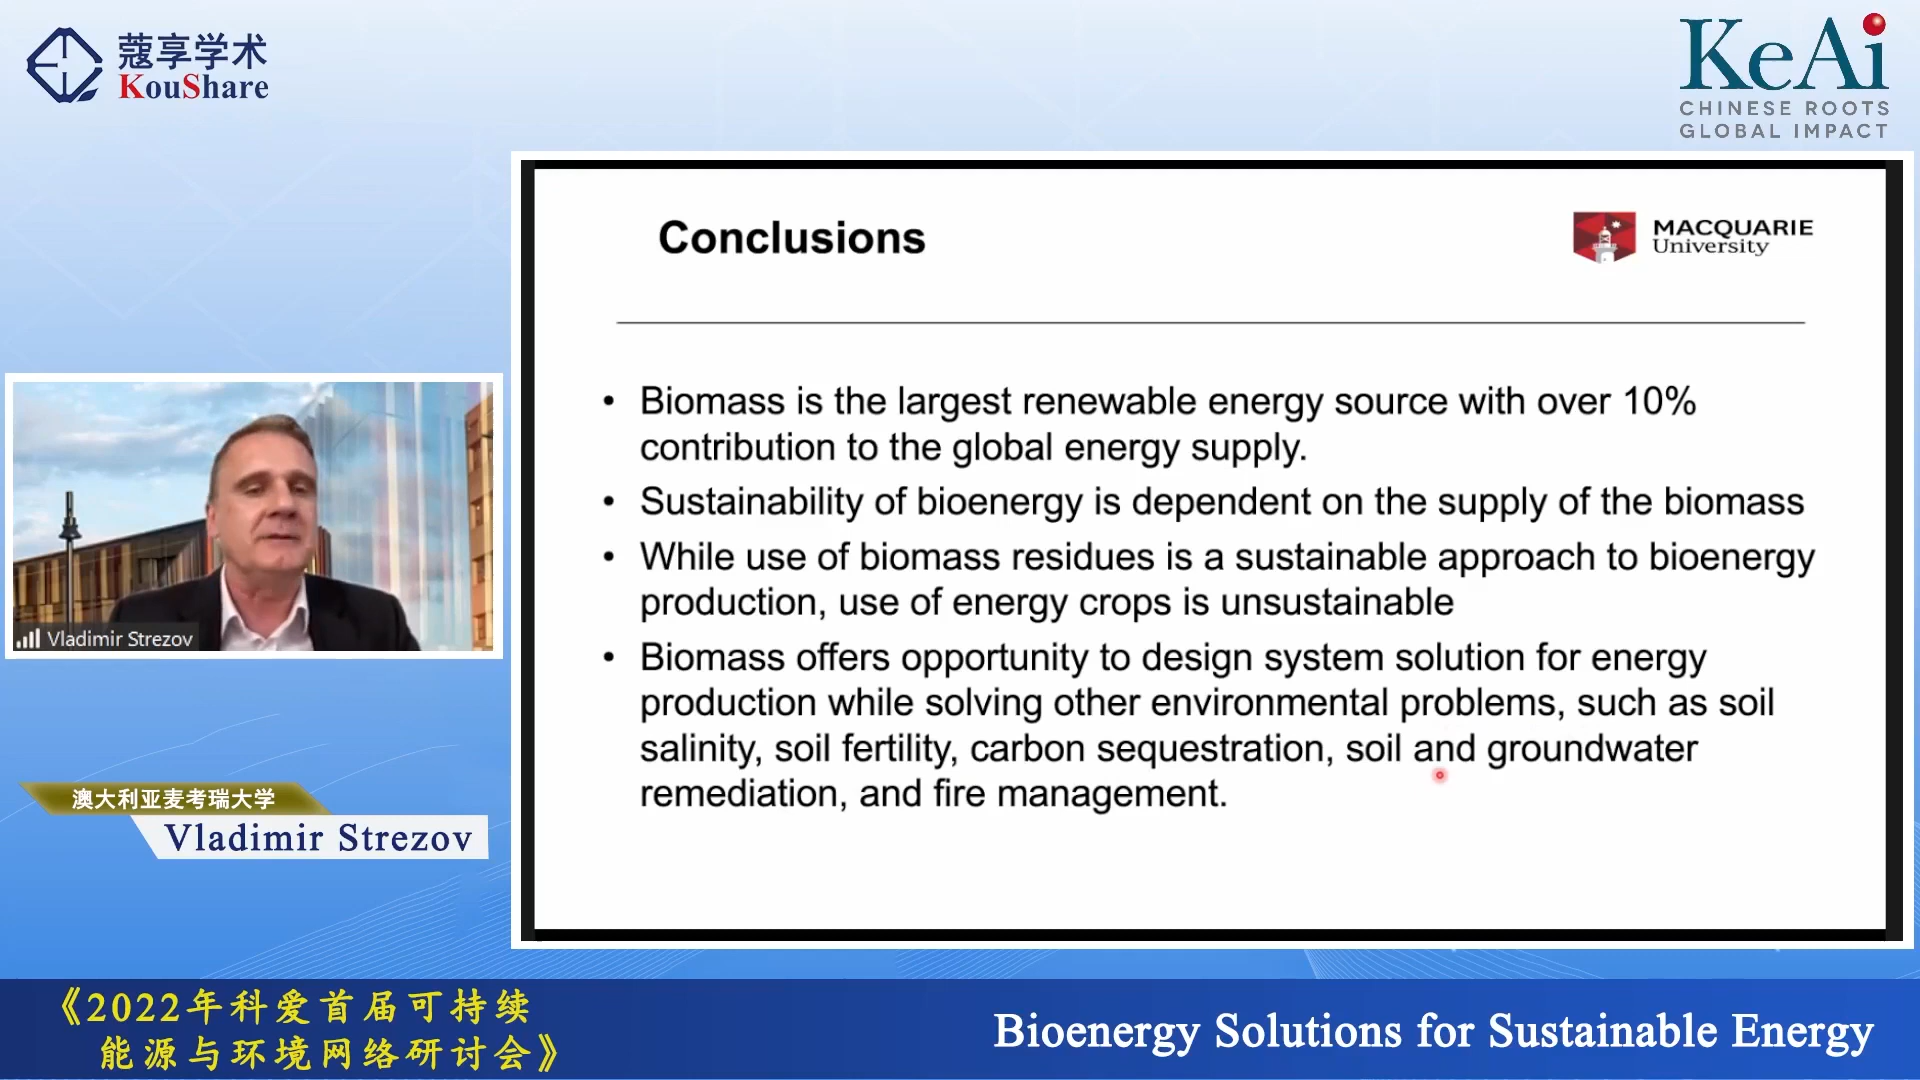 蔻享学术
KouShare
KeAi
CHINESE ROOTS
GLOBAL IMPACT
Conclusions
MACQUARIE
University
• Biomass is the largest renewable energy source with over 10%
contribution to the global energy supply.
• Sustainability of bioenergy is dependent on the supply of the biomass
• While use of biomass residues is a sustainable approach to bioenergy
production, use of energy crops is unsustainable
• Biomass offers opportunity to design system solution for energy
production while solving other environmental problems, such as soil
salinity, soil fertility, carbon sequestration, soil and groundwater
remediation, and fire management.
Vladimir Strezov
澳大利亚麦考瑞大学
Vladimir Strezov
《2022年科爱首届可持续
能源与环境网络研讨会》
Bioenergy Solutions for Sustainable Energy